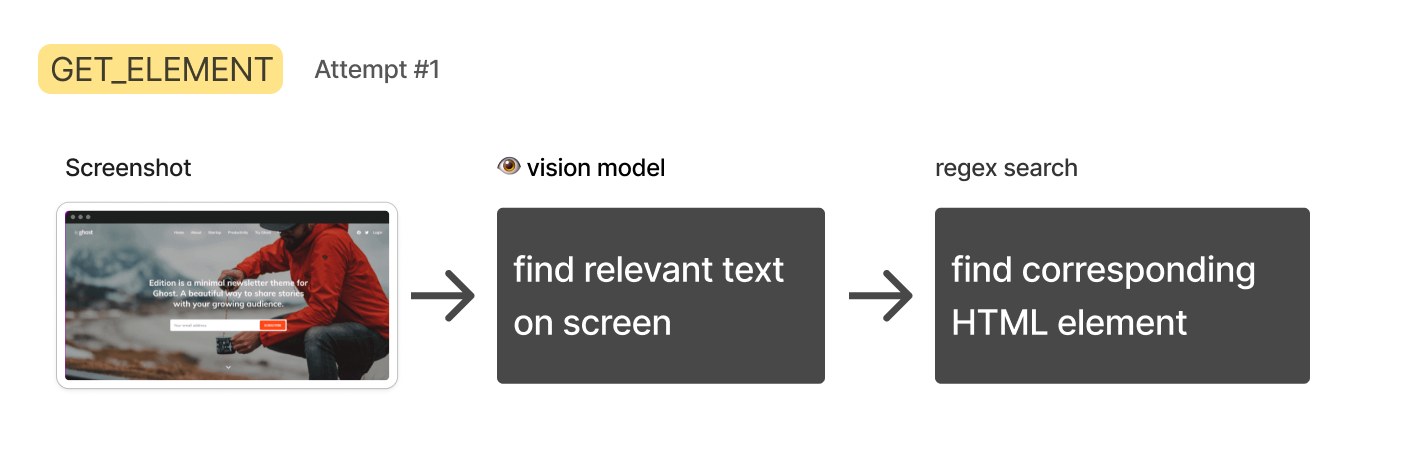 GET_ELEMENT
Attempt #1
Screenshot
vision model
regex search
ghost
Home About Startup Productivity
Login
Edition is a minimal newsletter theme for
Ghost. A beautiful way to share stories
with your growing audience.
Your email address
SUBSCRIBE
find relevant text
on screen
find corresponding
HTML element